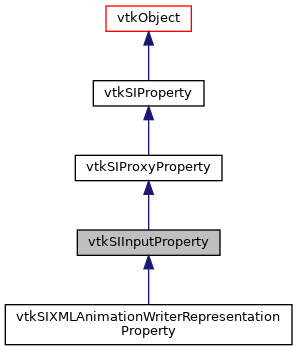 vtkObject
vtkSIProperty
vtkSIProxyProperty
vtkSIInputProperty
vtkSIXMLAnimationWriterRepresentation
Property